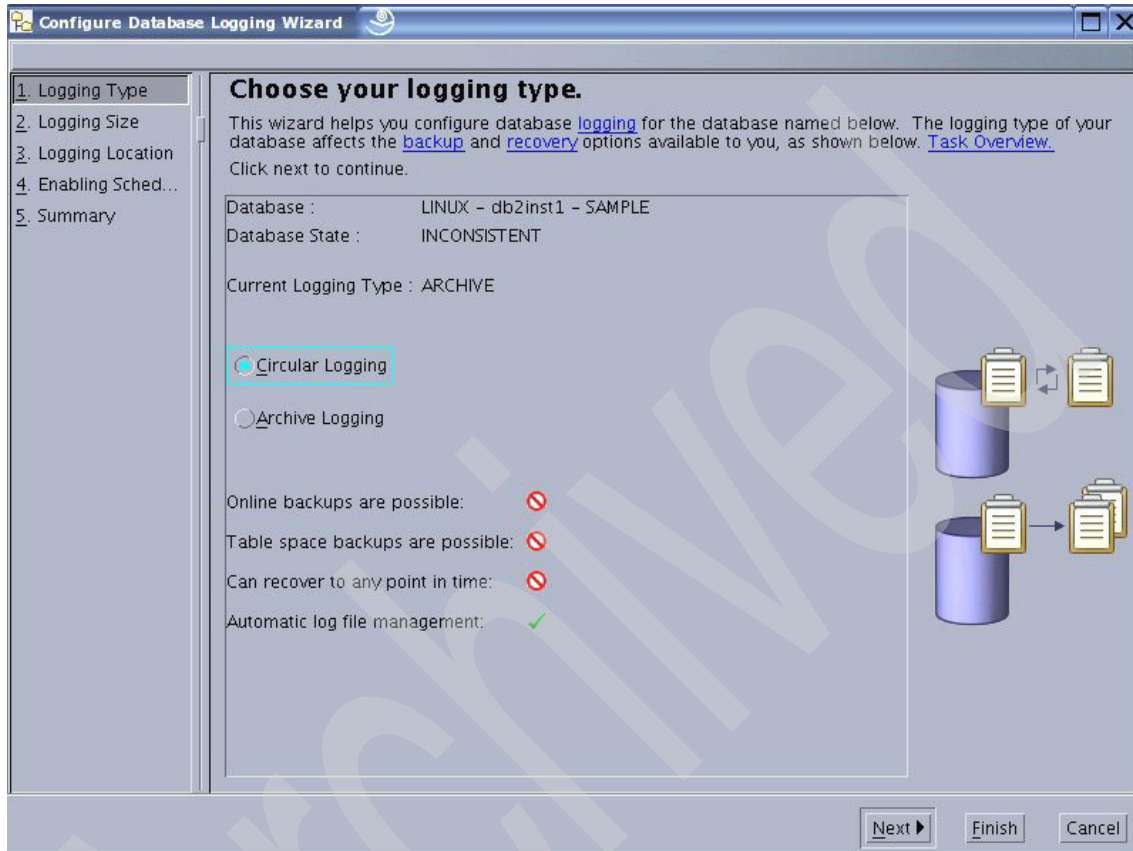 Configure Database Logging Wizard
1. Logging Type
2. Logging Size
3. Logging Location
4. Enabling Sched...
5. Summary
Choose your logging type.
This wizard helps you configure database logging for the database named below. The logging type of your
database affects the backup and recovery options available to you, as shown below. Task Overview.
Click next to continue.
Database : LINUX - db2inst1 - SAMPLE
Database State : INCONSISTENT
Current Logging Type : ARCHIVE
Circular Logging
Archive Logging
Online backups are possible:
Table space backups are possible:
Can recover to any point in time:
Automatic log file management:
Next
Finish
Cancel